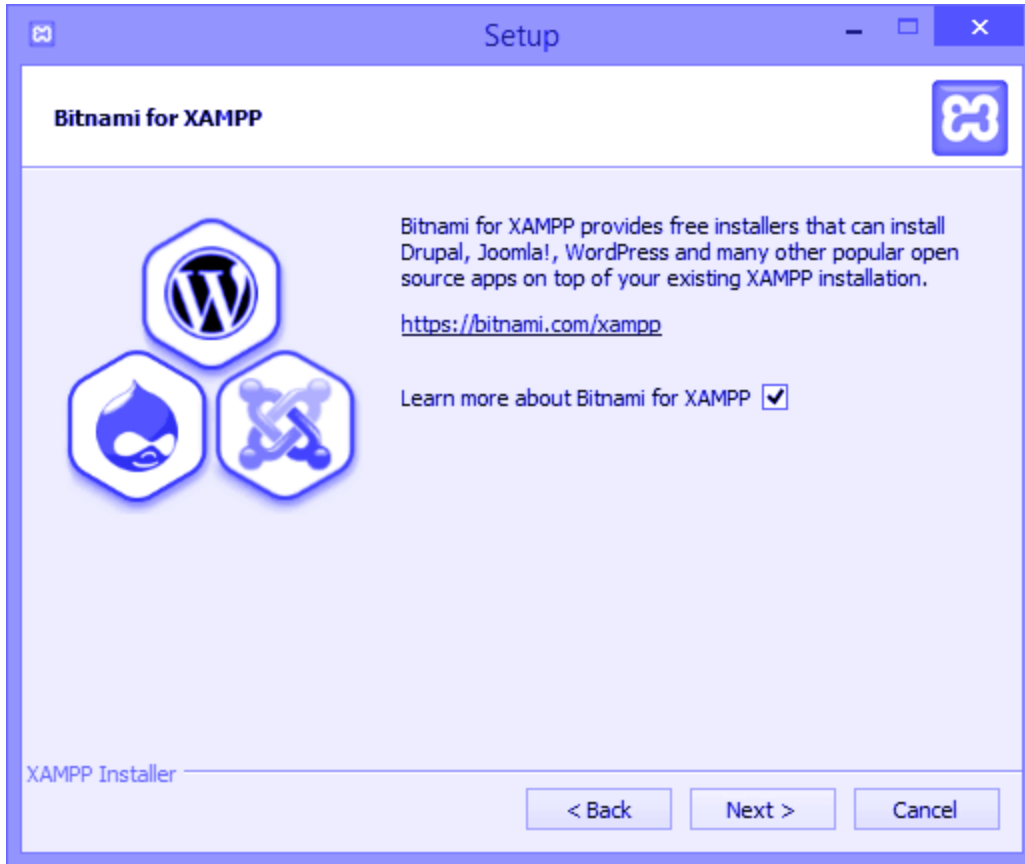 Setup
Bitnami for XAMPP
Bitnami for XAMPP provides free installers that can install
Drupal, Joomla!, WordPress and many other popular open
source apps on top of your existing XAMPP installation.
https://bitnami.com/xampp
Learn more about Bitnami for XAMPP
XAMPP Installer
< Back
Next >
Cancel